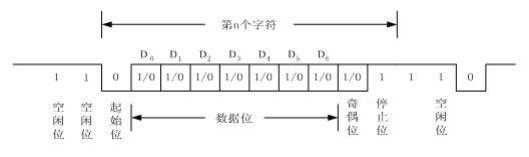 第n个字符
D₀ D₁ D₂ D₃ D₄ D₅ D₆
1 1 0 1/0 1/0 1/0 1/0 1/0 1/0 1/0 1/0 1 1 1 0
空闲位 空闲位 起始位 数据位 奇偶位 停止位 空闲位